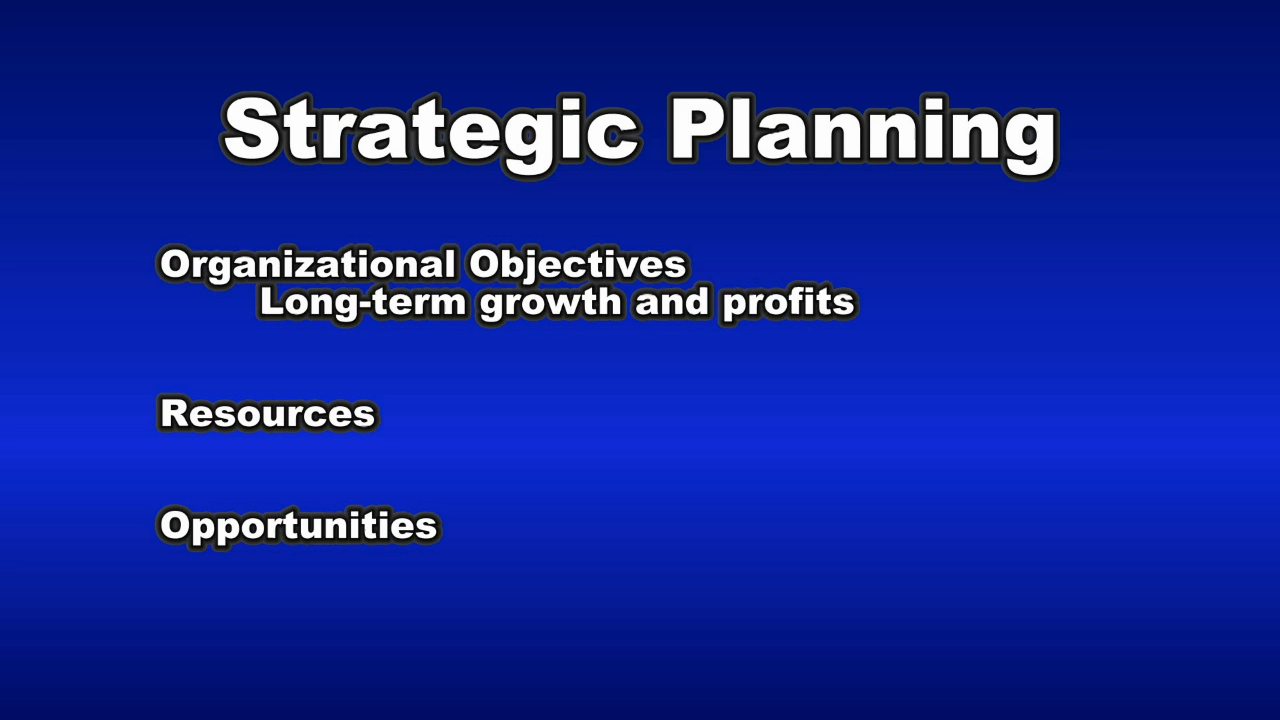 Strategic Planning
Organizational Objectives
Long-term growth and profits
Resources
Opportunities